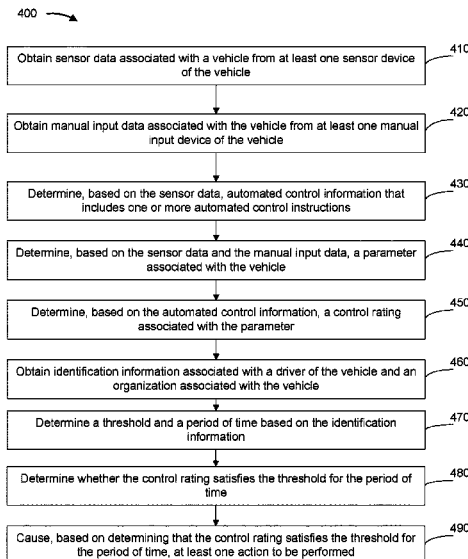 400
Obtain sensor data associated with a vehicle from at least one sensor device
of the vehicle
410
Obtain manual input data associated with the vehicle from at least one manual
input device of the vehicle
420
Determine, based on the sensor data, automated control information that
includes one or more automated control instructions
430
Determine, based on the sensor data and the manual input data, a parameter
associated with the vehicle
440
Determine, based on the automated control information, a control rating
associated with the parameter
450
Obtain identification information associated with a driver of the vehicle and an
organization associated with the vehicle
460
Determine a threshold and a period of time based on the identification
information
470
Determine whether the control rating satisfies the threshold for the period of
time
480
Cause, based on determining that the control rating satisfies the threshold for
the period of time, at least one action to be performed
490